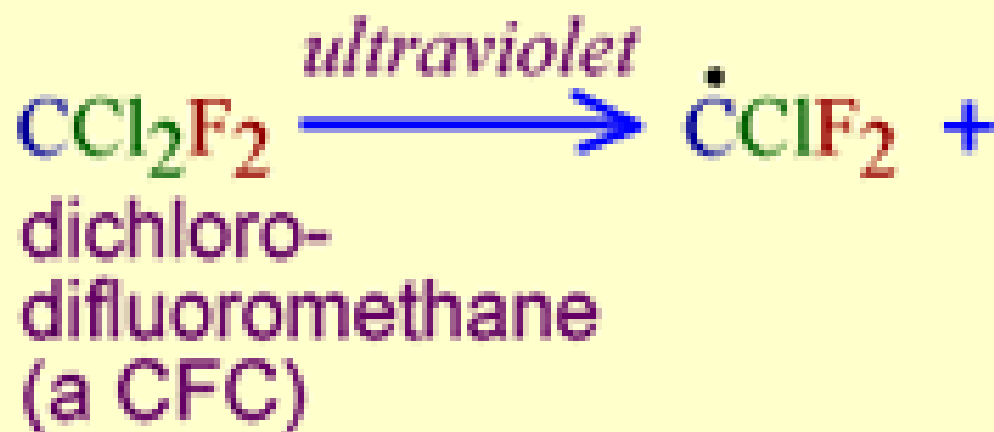 ultraviolet
CCl₂F₂ → ĊClF₂ +
dichloro-
difluoromethane
(a CFC)